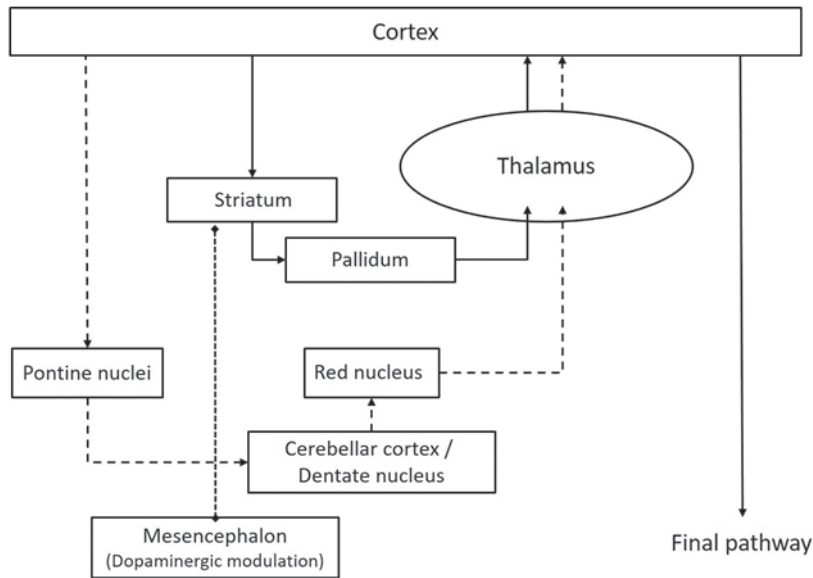 Cortex
Thalamus
Striatum
Pallidum
Pontine nuclei
Red nucleus
Cerebellar cortex /
Dentate nucleus
Mesencephalon
(Dopaminergic modulation)
Final pathway